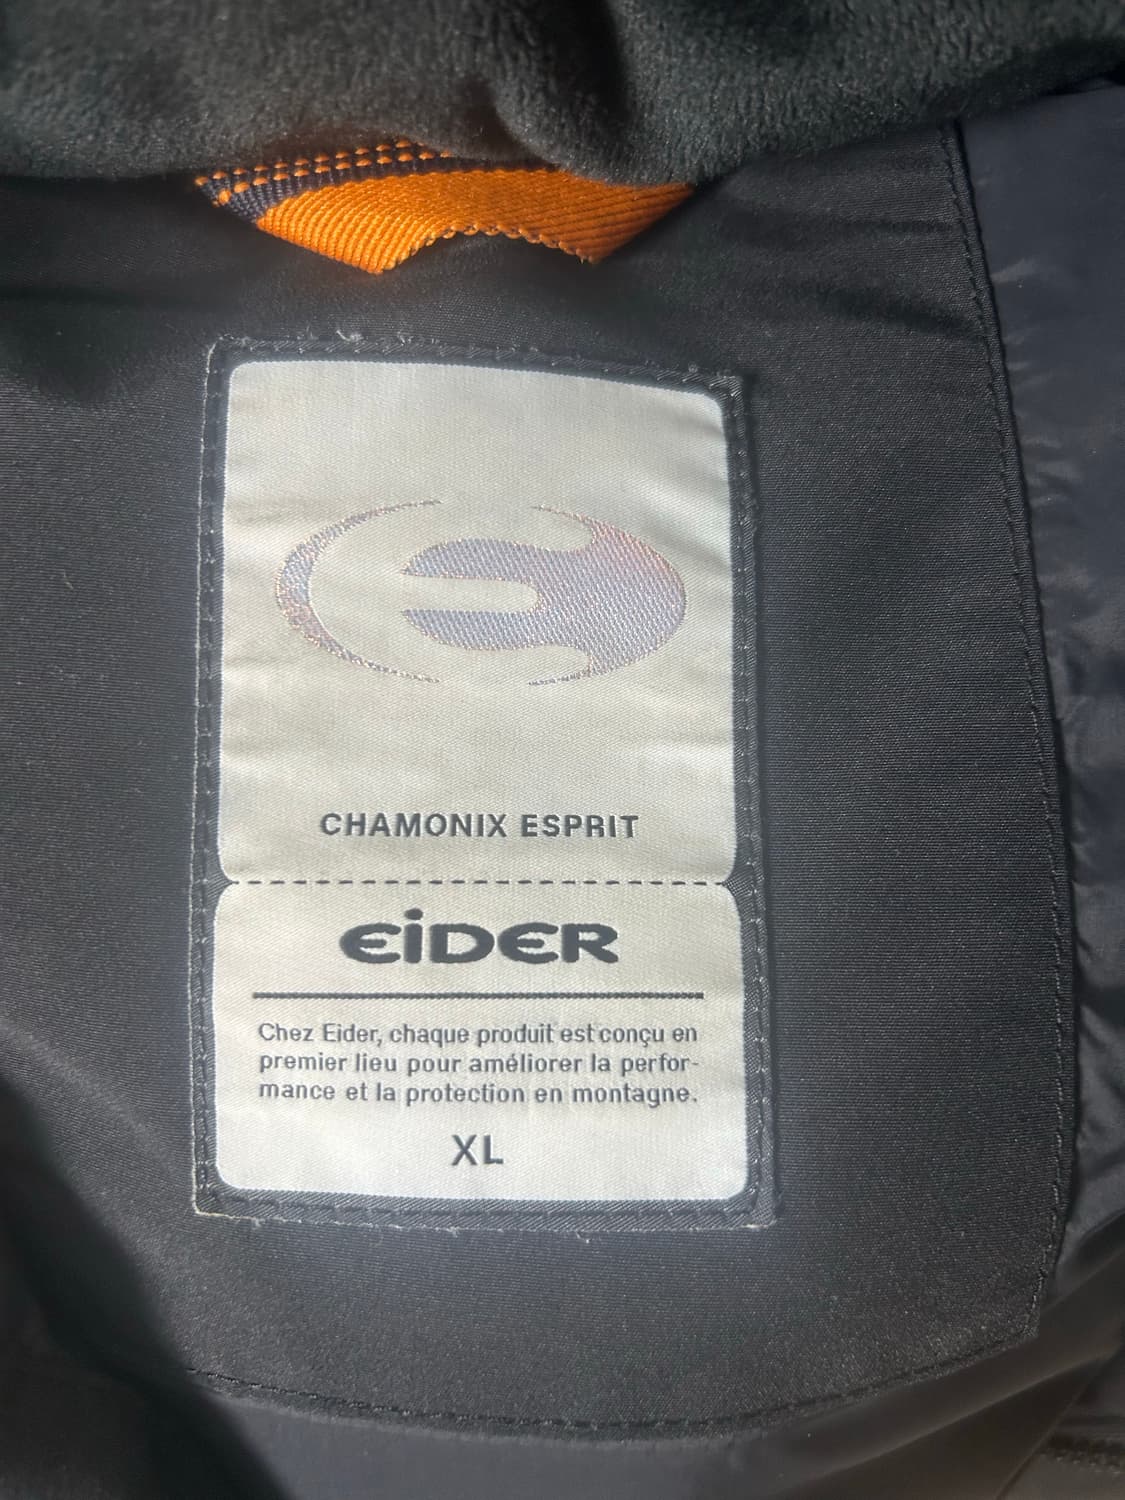 CHAMONIX ESPRIT
EiDER
Chez Eider, chaque produit est conçu en
premier lieu pour améliorer la perfor-
mance et la protection en montagne.
XL